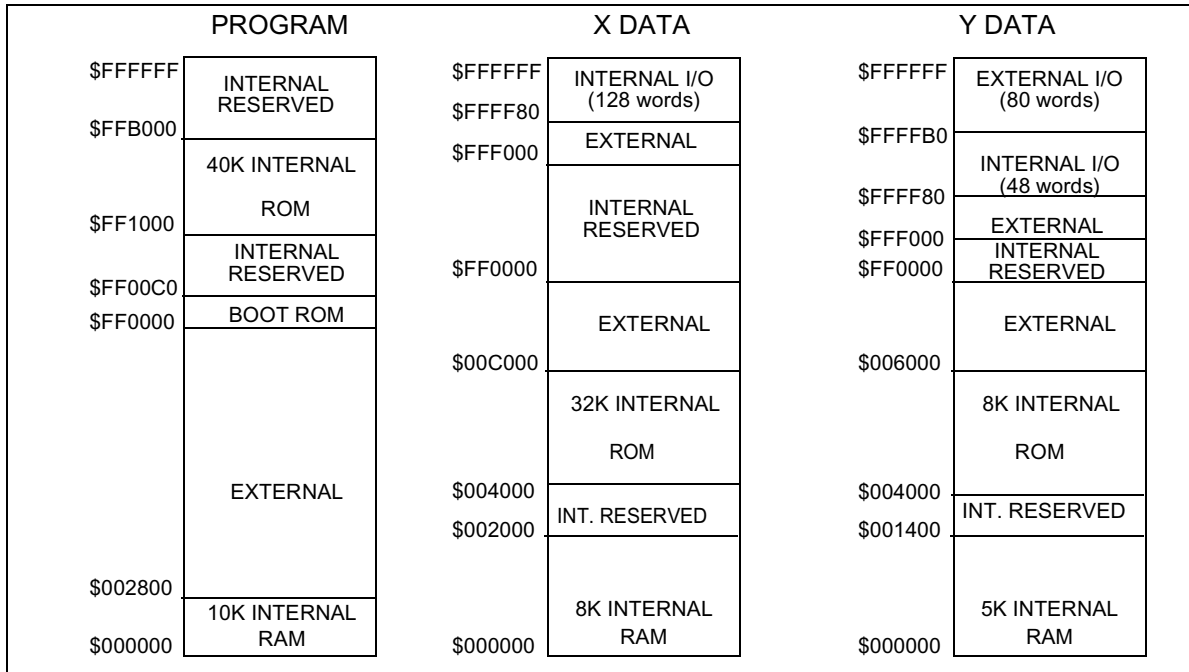 PROGRAM
$FFFFFF
INTERNAL
RESERVED
$FFB000
40K INTERNAL
ROM
$FF1000
INTERNAL
RESERVED
$FF00C0
BOOT ROM
$FF0000
EXTERNAL
$002800
10K INTERNAL
RAM
$000000
X DATA
$FFFFFF
INTERNAL I/O
(128 words)
$FFFF80
EXTERNAL
$FFF000
INTERNAL
RESERVED
$FF0000
EXTERNAL
$00C000
32K INTERNAL
ROM
$004000
INT. RESERVED
$002000
8K INTERNAL
RAM
$000000
Y DATA
$FFFFFF
EXTERNAL I/O
(80 words)
$FFFFB0
INTERNAL I/O
(48 words)
$FFFF80
EXTERNAL
$FFF000
INTERNAL
RESERVED
$FF0000
EXTERNAL
$006000
8K INTERNAL
ROM
$004000
INT. RESERVED
$001400
5K INTERNAL
RAM
$000000